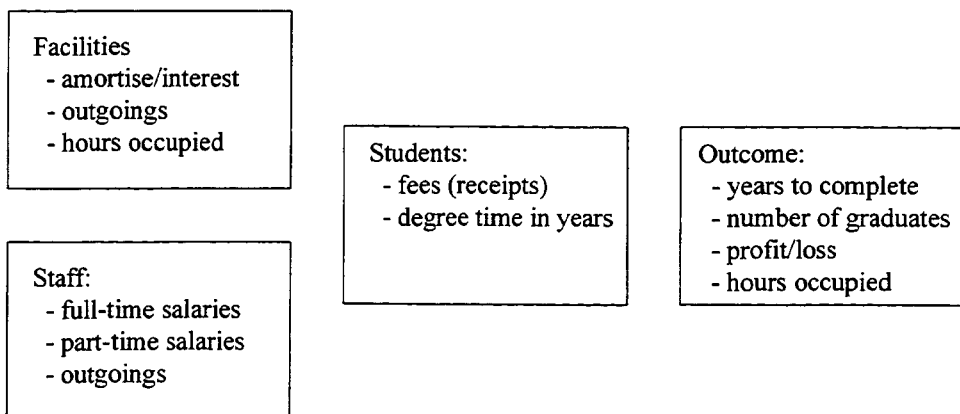 Facilities
- amortise/interest
- outgoings
- hours occupied
Staff:
- full-time salaries
- part-time salaries
- outgoings
Students:
- fees (receipts)
- degree time in years
Outcome:
- years to complete
- number of graduates
- profit/loss
- hours occupied